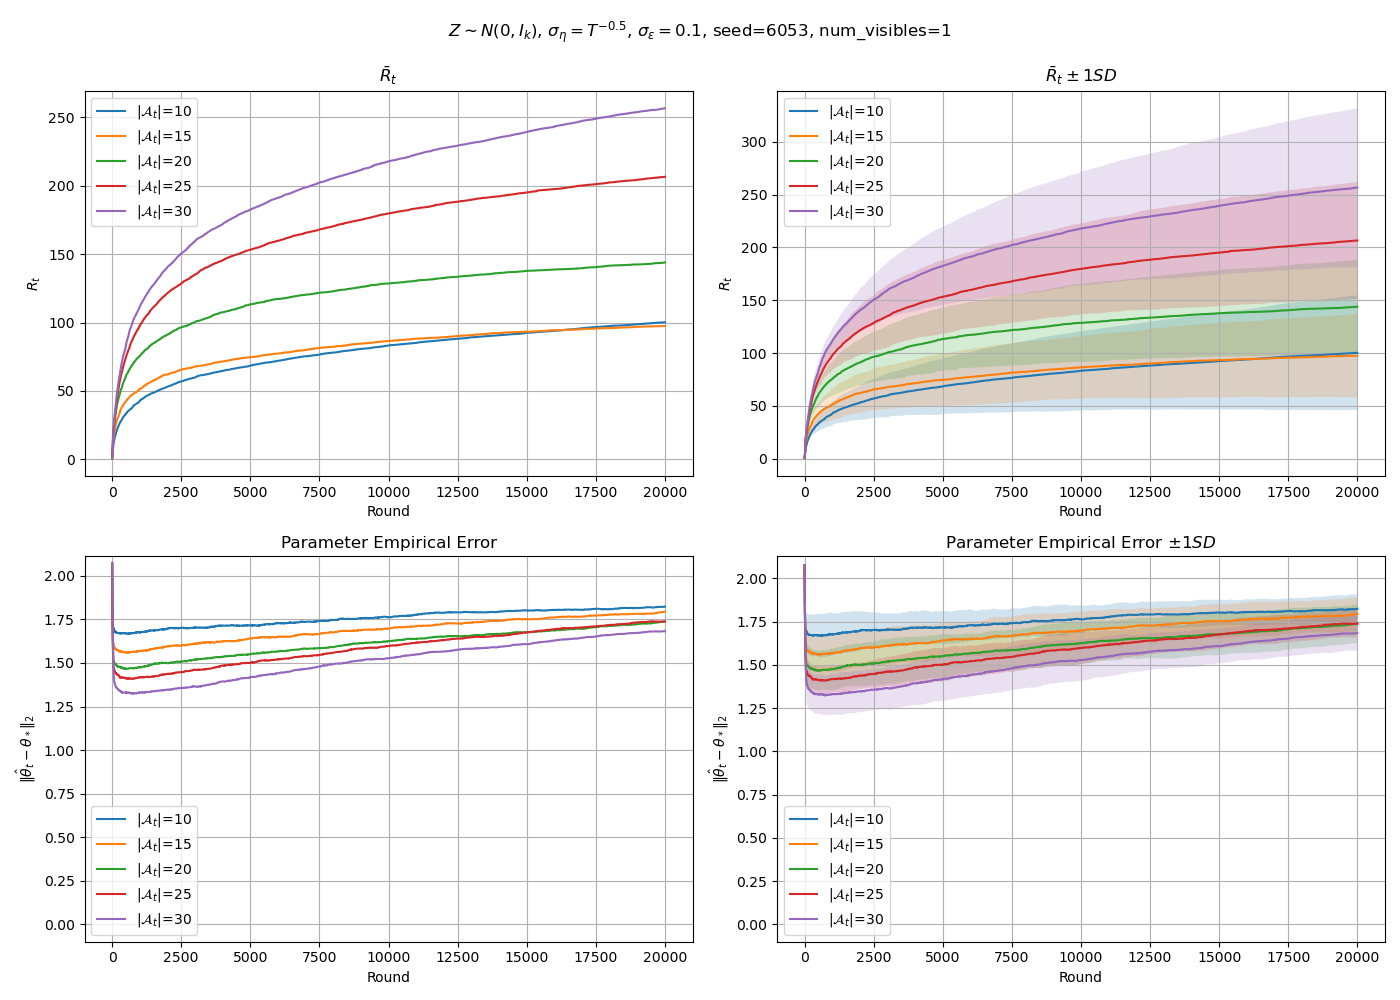 Z ∼ N(0, I_k), σ_η = T^{−0.5}, σ_ε = 0.1, seed=6053, num_visibles=1
R̄_t
R_t
250
200
150
100
50
0
|𝒜_t|=10
|𝒜_t|=15
|𝒜_t|=20
|𝒜_t|=25
|𝒜_t|=30
0 2500 5000 7500 10000 12500 15000 17500 20000
Round
R̄_t ± 1SD
R_t
300
250
200
150
100
50
0
|𝒜_t|=10
|𝒜_t|=15
|𝒜_t|=20
|𝒜_t|=25
|𝒜_t|=30
0 2500 5000 7500 10000 12500 15000 17500 20000
Round
Parameter Empirical Error
‖θ̂_t − θ_*‖_2
2.00
1.75
1.50
1.25
1.00
0.75
0.50
0.25
0.00
|𝒜_t|=10
|𝒜_t|=15
|𝒜_t|=20
|𝒜_t|=25
|𝒜_t|=30
0 2500 5000 7500 10000 12500 15000 17500 20000
Round
Parameter Empirical Error ±1SD
‖θ̂_t − θ_*‖_2
2.00
1.75
1.50
1.25
1.00
0.75
0.50
0.25
0.00
|𝒜_t|=10
|𝒜_t|=15
|𝒜_t|=20
|𝒜_t|=25
|𝒜_t|=30
0 2500 5000 7500 10000 12500 15000 17500 20000
Round